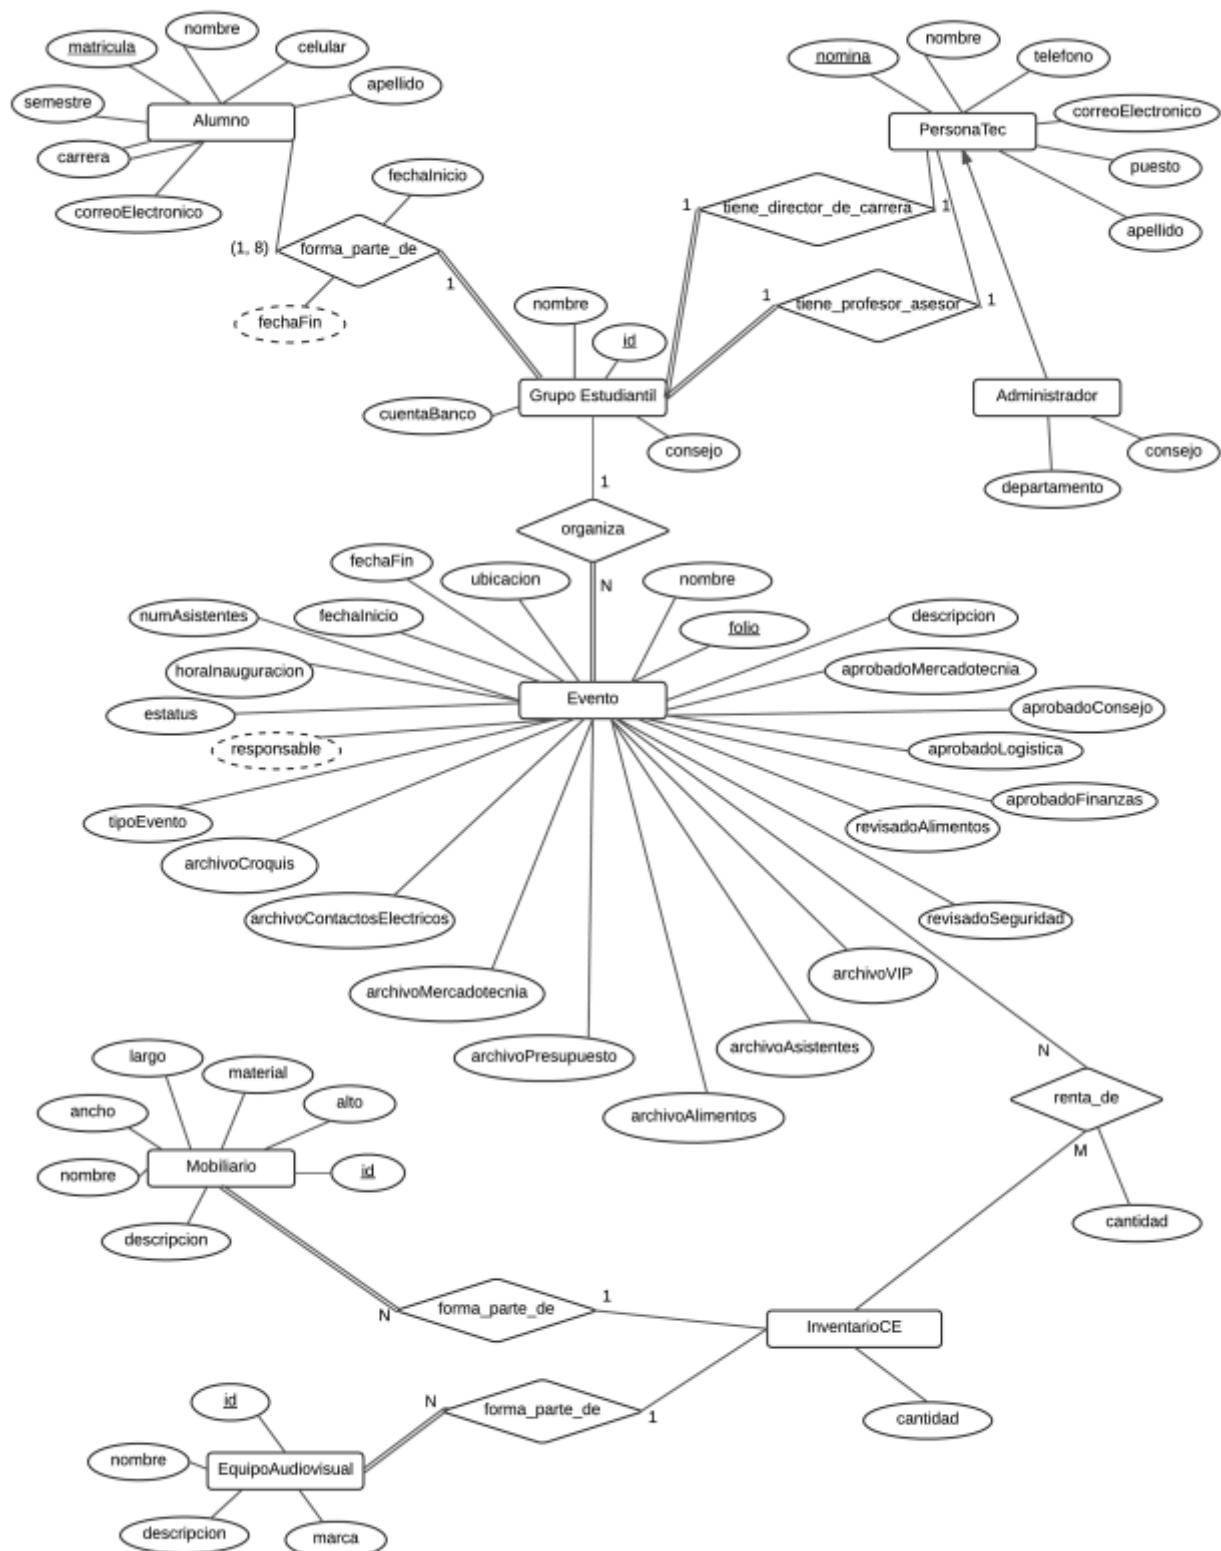 nombre
matricula
celular
apellido
semestre
Alumno
carrera
correoElectronico
nombre
nomina
telefono
correoElectronico
PersonaTec
puesto
apellido
fechaInicio
(1, 8)
forma_parte_de
1
fechaFin
1
tiene_director_de_carrera
1
1
tiene_profesor_asesor
1
nombre
id
Grupo Estudiantil
cuentaBanco
consejo
Administrador
consejo
departamento
1
organiza
N
fechaFin
ubicacion
nombre
numAsistentes
fechaInicio
folio
descripcion
horaInauguracion
aprobadoMercadotecnia
Evento
estatus
aprobadoConsejo
responsable
aprobadoLogistica
tipoEvento
aprobadoFinanzas
revisadoAlimentos
archivoCroquis
archivoContactosElectricos
revisadoSeguridad
archivoVIP
archivoMercadotecnia
archivoPresupuesto
archivoAsistentes
archivoAlimentos
N
renta_de
M
cantidad
largo
material
ancho
alto
Mobiliario
nombre
id
descripcion
N
forma_parte_de
1
InventarioCE
cantidad
id
N
forma_parte_de
1
nombre
EquipoAudiovisual
descripcion
marca